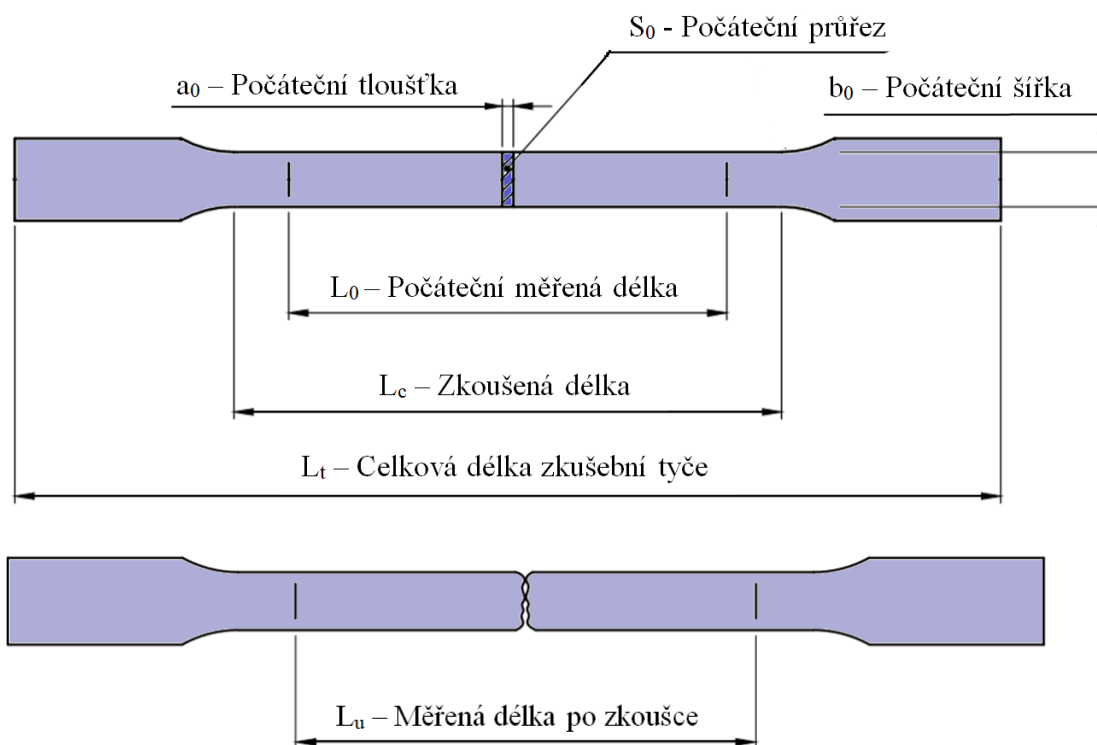 S₀ - Počáteční průřez
a₀ – Počáteční tloušťka
b₀ – Počáteční šířka
L₀ – Počáteční měřená délka
Lc – Zkoušená délka
Lt – Celková délka zkušební tyče
Lu – Měřená délka po zkoušce